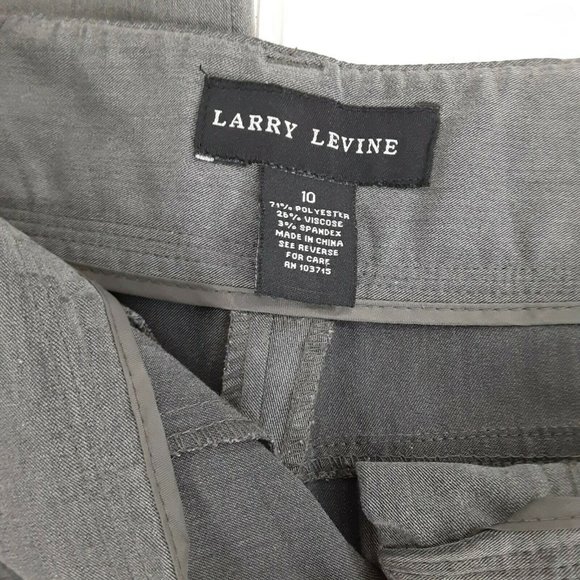 LARRY LEVINE
10
71% POLYESTER
26% VISCOSE
3% SPANDEX
MADE IN CHINA
SEE REVERSE
FOR CARE
RN 103715